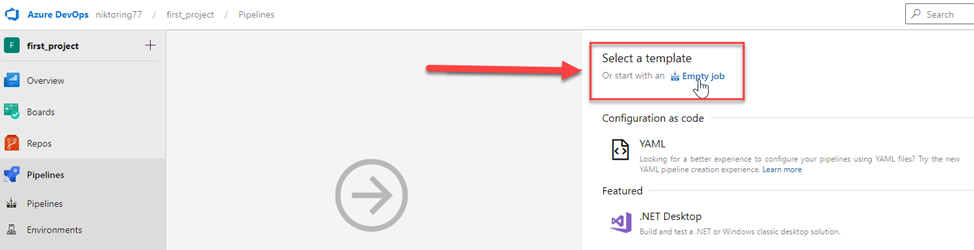 Azure DevOps niktoring77 / first_project / Pipelines
Search
F first_project +
Overview
Boards
Repos
Pipelines
Pipelines
Environments
Select a template
Or start with an Empty job
Configuration as code
YAML
Looking for a better experience to configure your pipelines using YAML files? Try the new
YAML pipeline creation experience. Learn more
Featured
.NET Desktop
Build and test a .NET or Windows classic desktop solution.